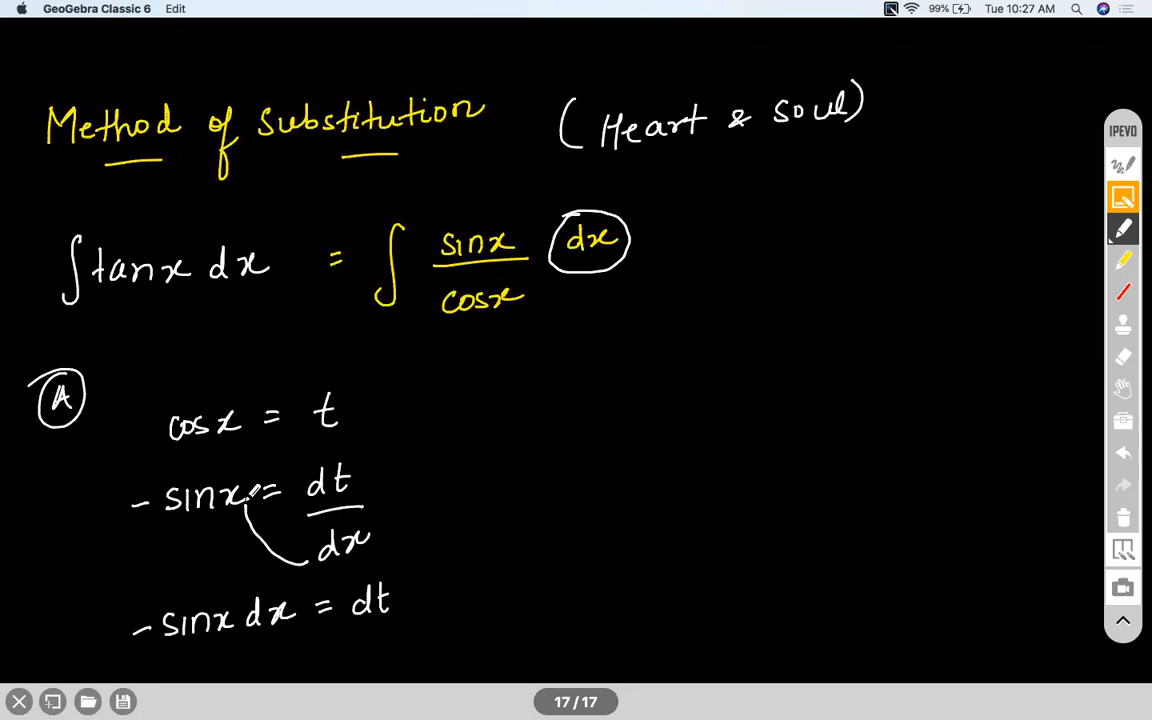 GeoGebra Classic 6 Edit 99% Tue 10:27 AM
Method of Substitution (Heart & Soul)
IPEVO
∫tanx dx = ∫ sinx/cosx dx
A
cosx = t
-sinx = dt/dx
-sinx dx = dt
17/17